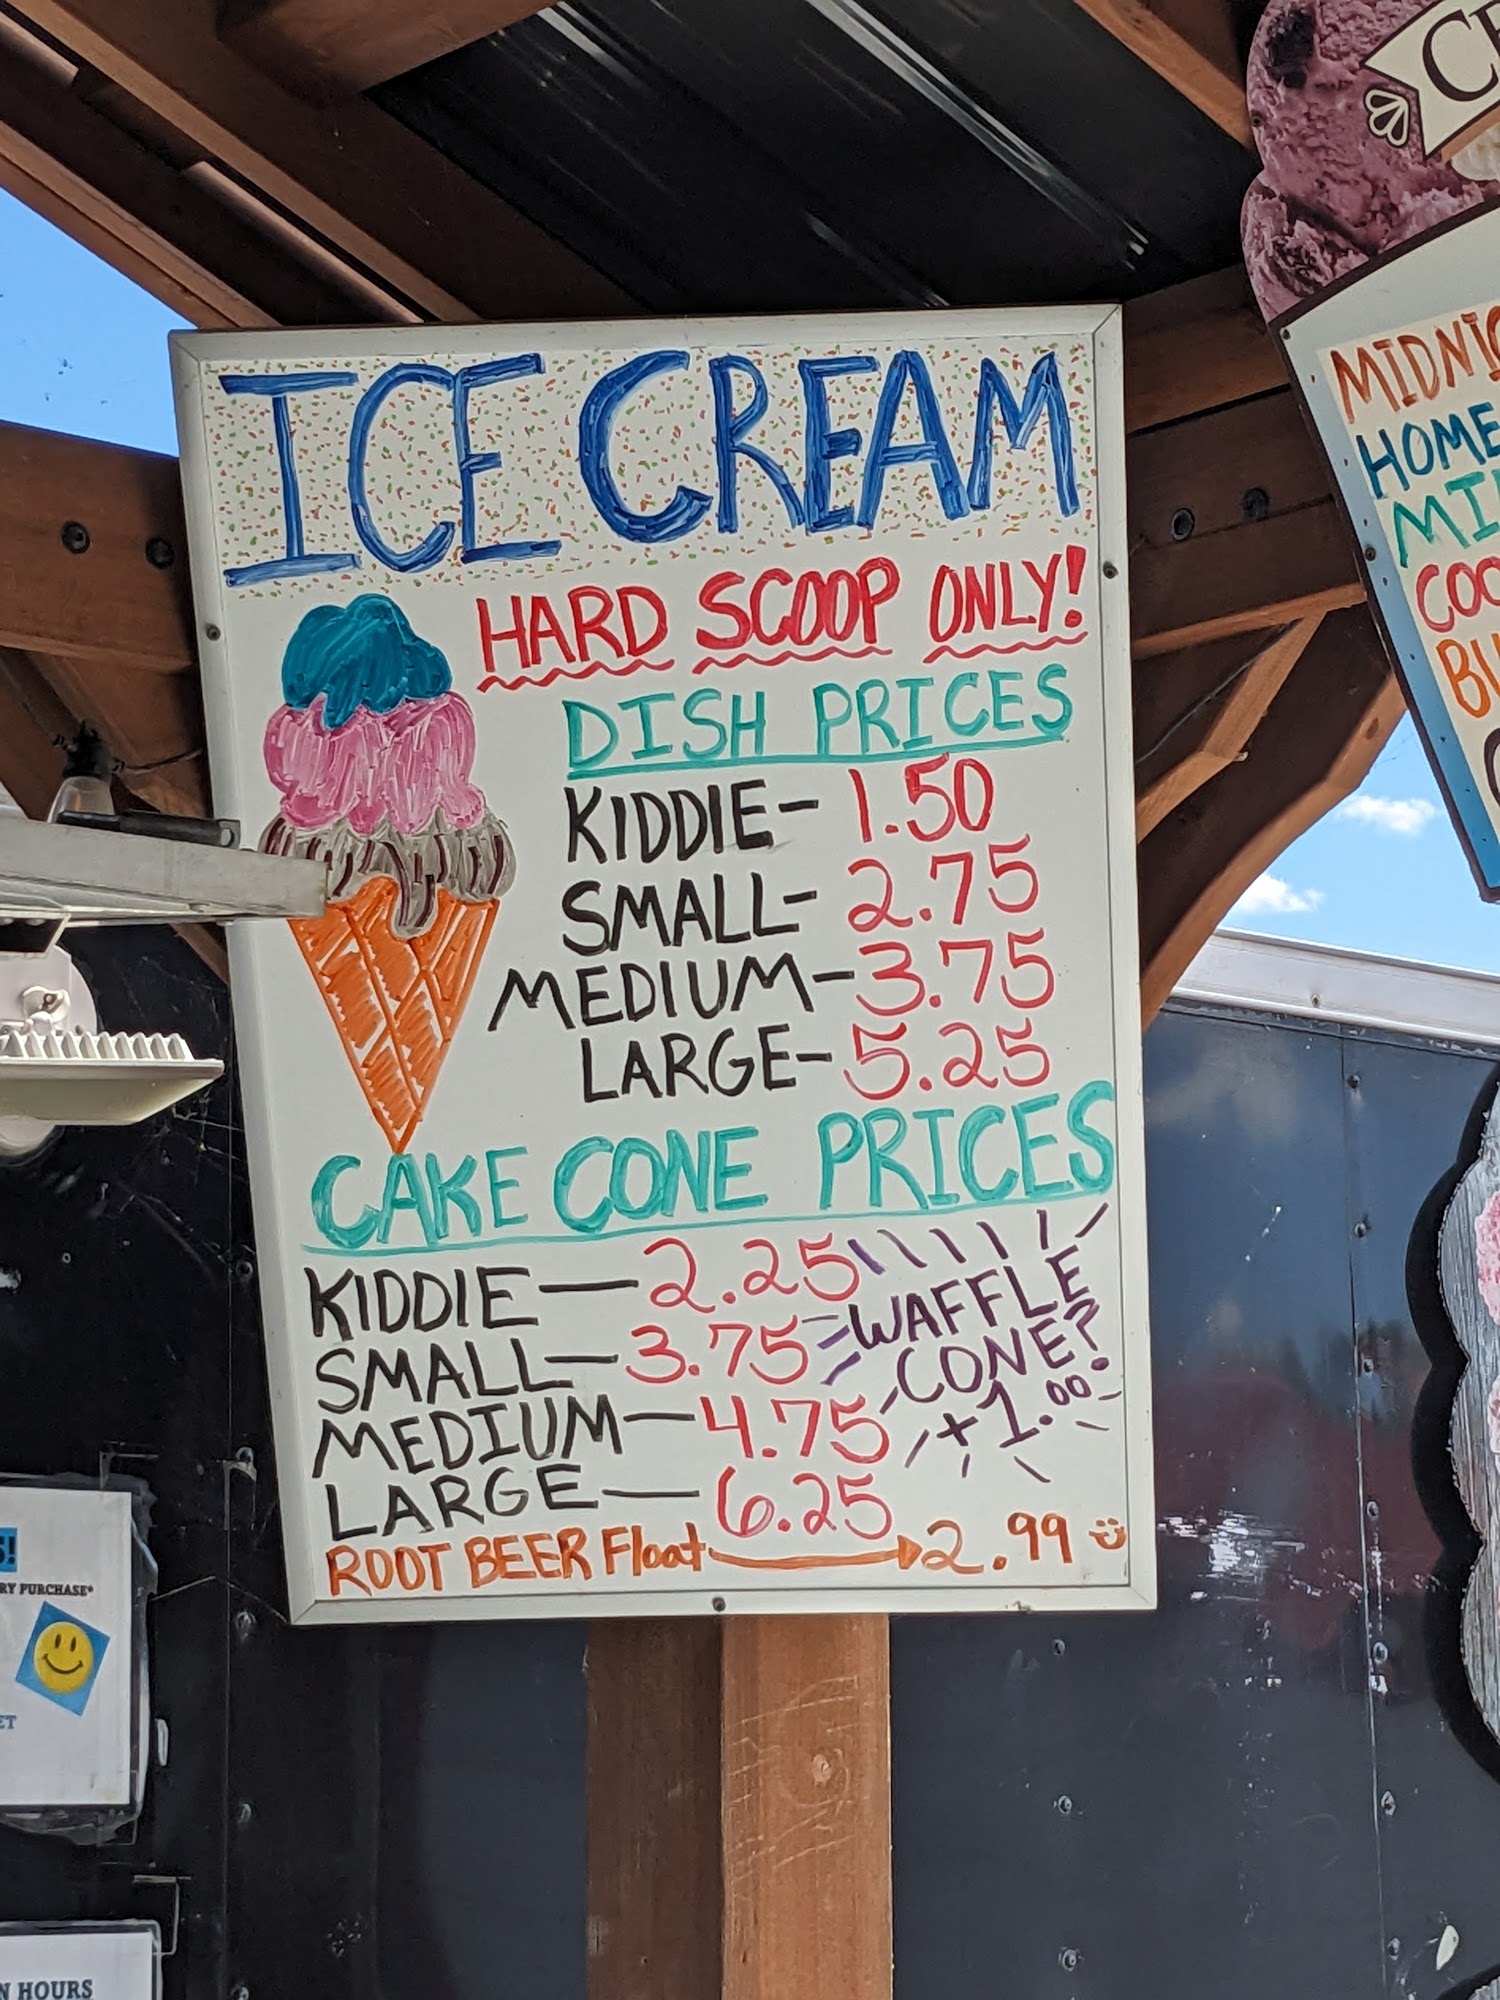 ICE CREAM
HARD SCOOP ONLY!
DISH PRICES
KIDDIE- 1.50
SMALL- 2.75
MEDIUM- 3.75
LARGE- 5.25
CAKE CONE PRICES
KIDDIE — 2.25
SMALL — 3.75
MEDIUM — 4.75
LARGE — 6.25
WAFFLE
CONE?
+1.00
ROOT BEER Float → 2.99
HOME
PURCHASE*
HOURS